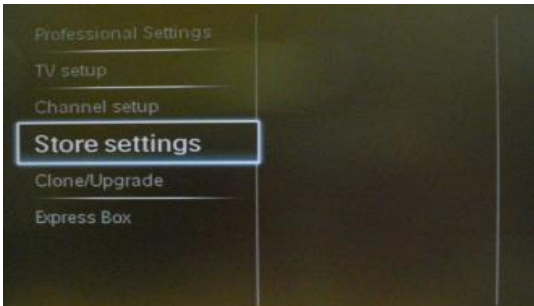 Professional Settings
TV setup
Channel setup
Store settings
Clone/Upgrade
Express Box